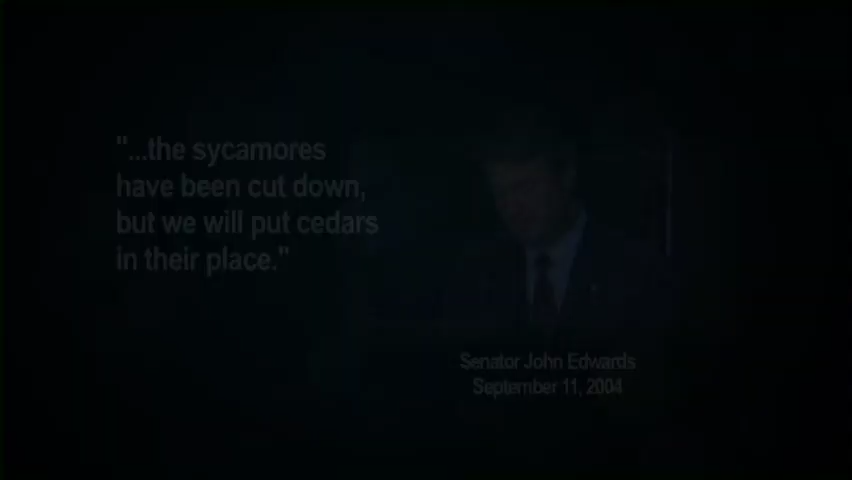 "...the sycamores
have been cut down,
but we will put cedars
in their place."
Senator John Edwards
September 11, 2004